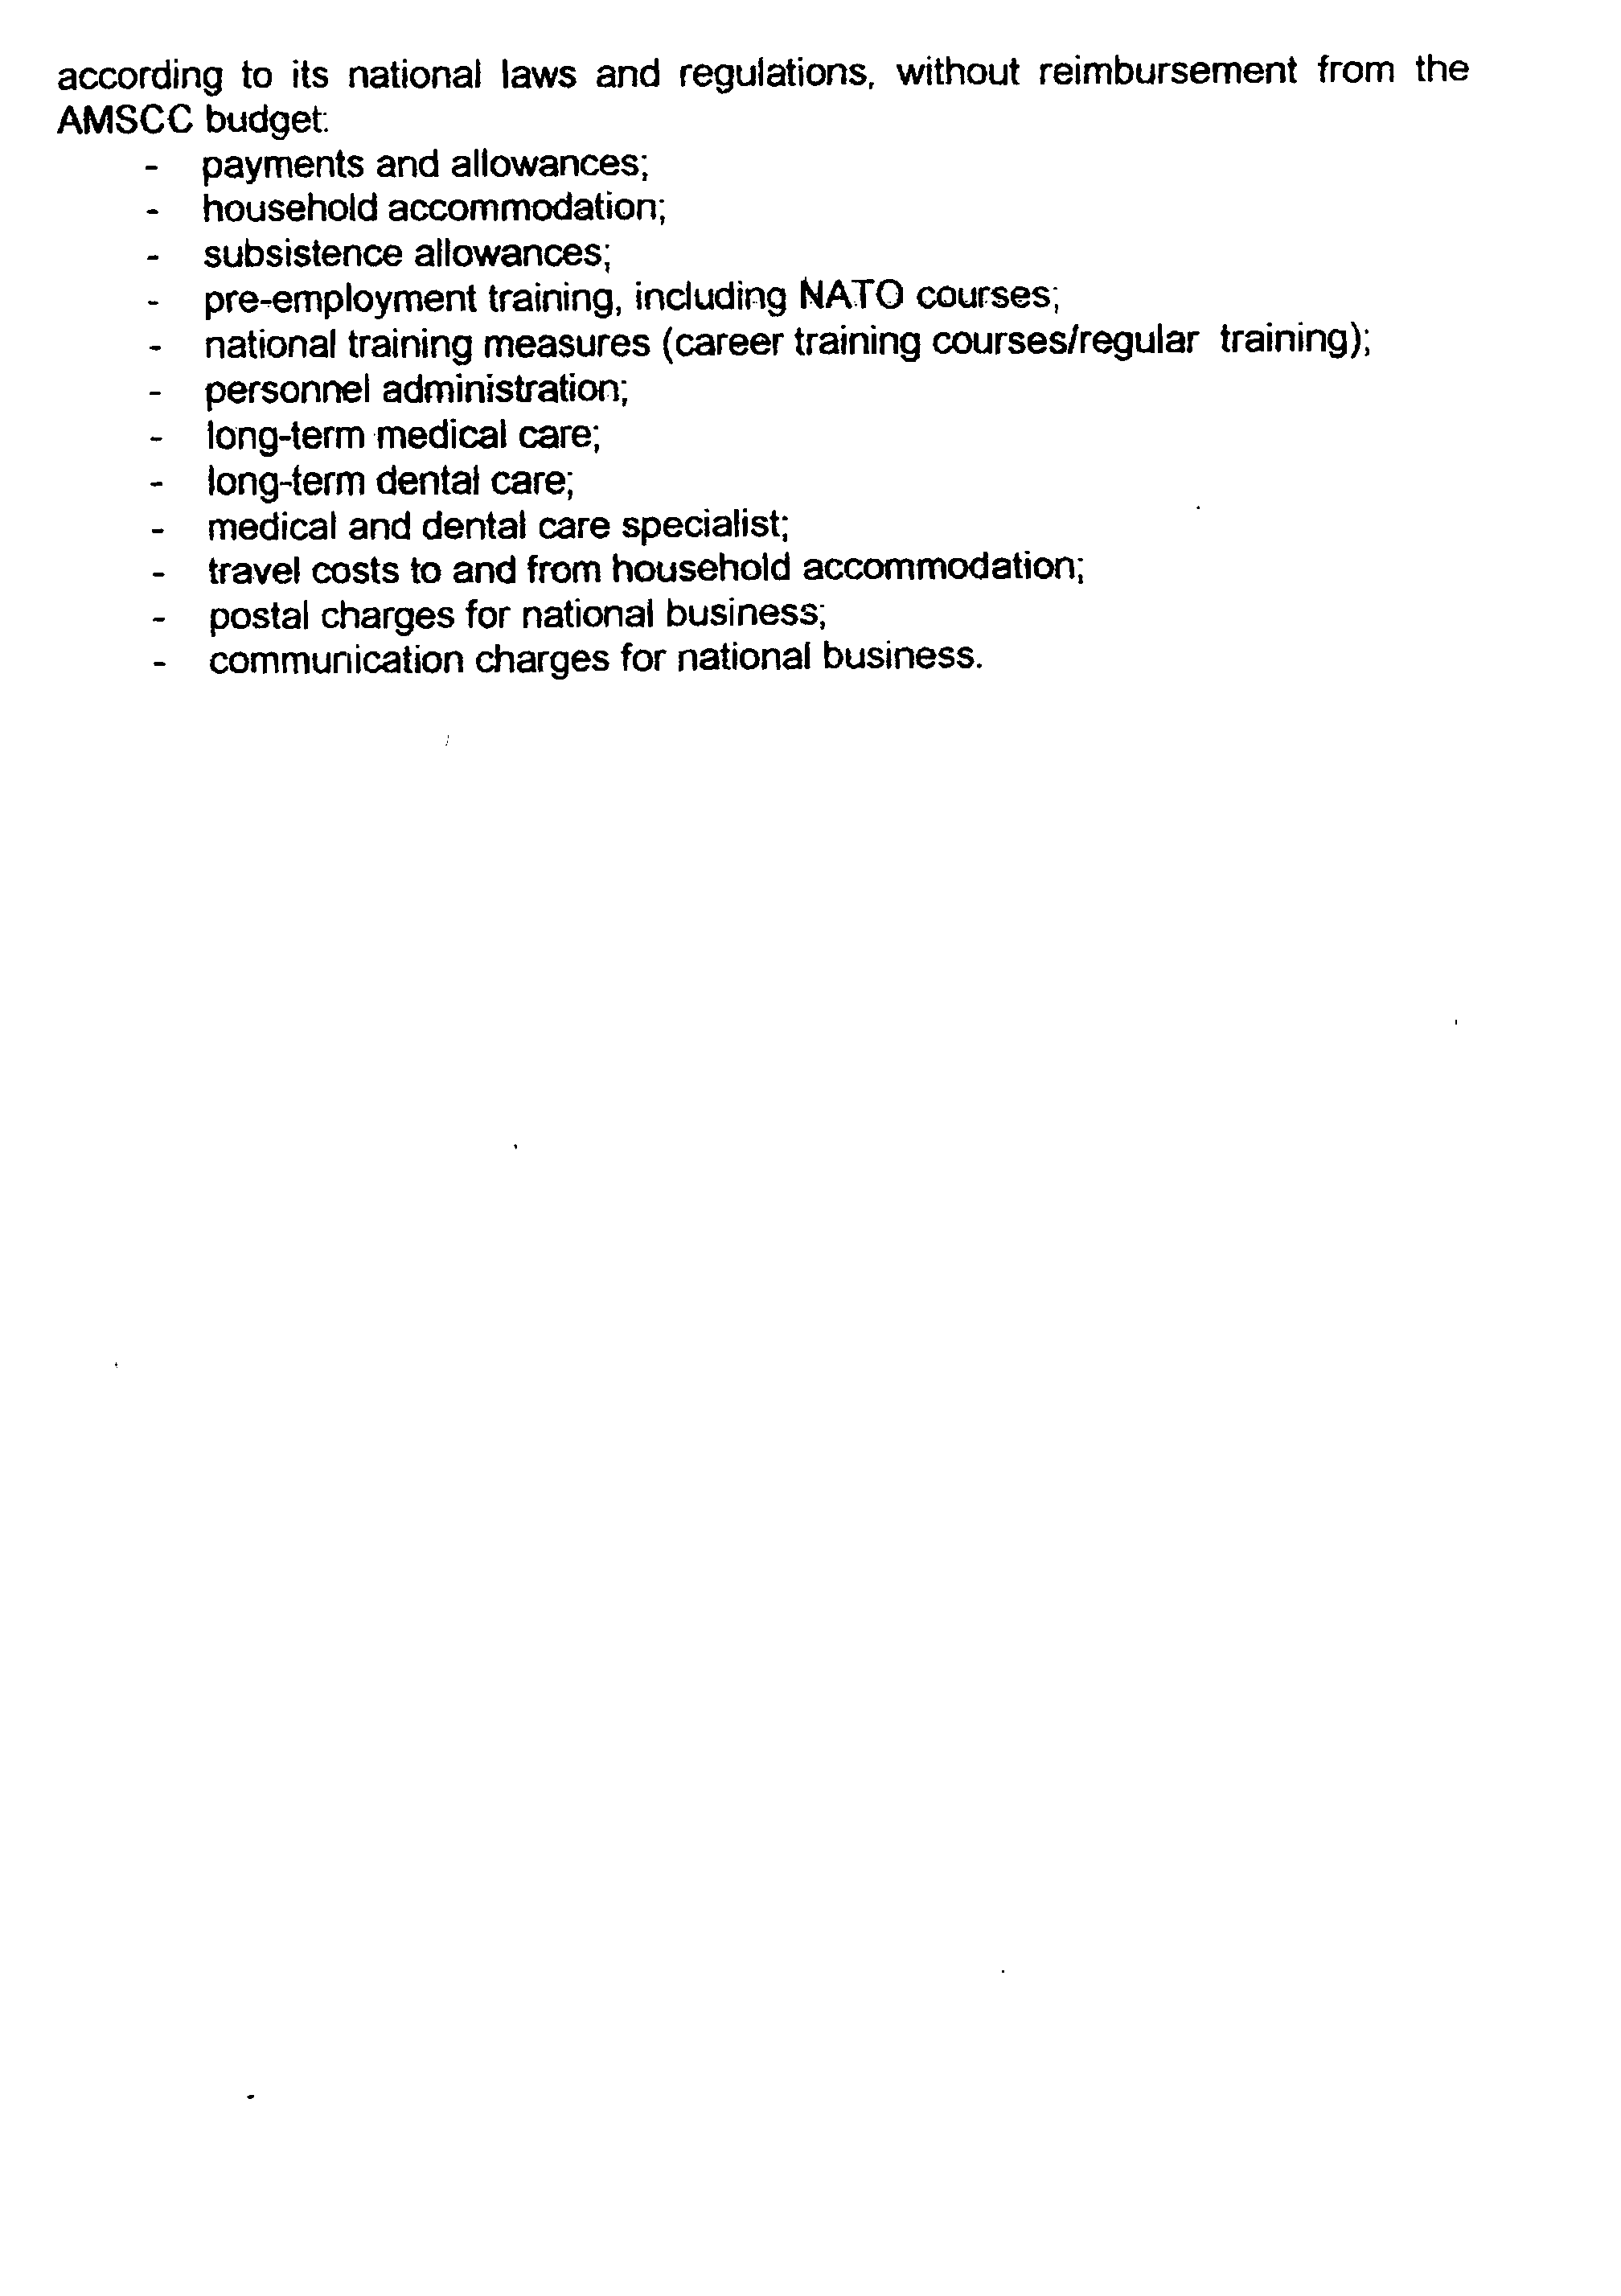 according to its national laws and regulations, without reimbursement from the
AMSCC budget:
- payments and allowances;
- household accommodation;
- subsistence allowances;
- pre-employment training, including NATO courses;
- national training measures (career training courses/regular training);
- personnel administration;
- long-term medical care;
- long-term dental care;
- medical and dental care specialist;
- travel costs to and from household accommodation;
- postal charges for national business;
- communication charges for national business.